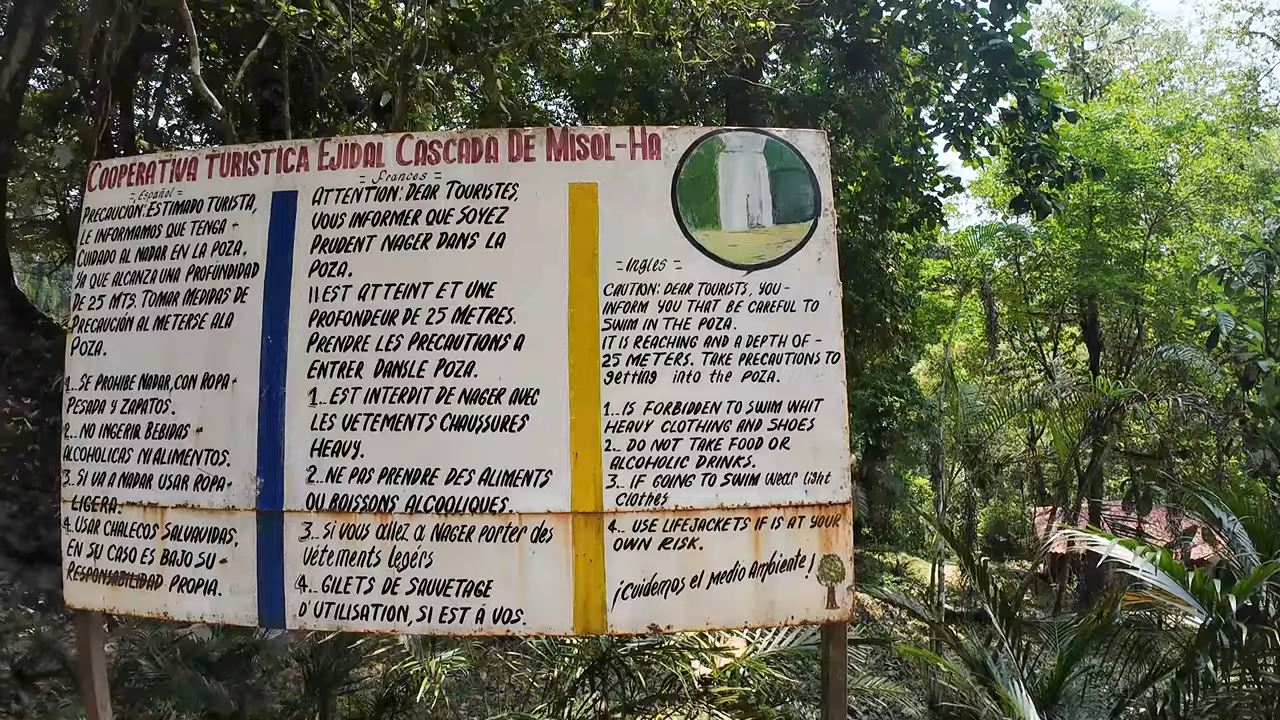 COOPERATIVA TURISTICA EJIDAL CASCADA DE MISOL-HA
=Español=
PRECAUCION: ESTIMADO TURISTA,
LE INFORMAMOS QUE TENGA -
CUIDADO AL NADAR EN LA POZA.
YA QUE ALCANZA UNA PROFUNDIDAD
DE 25 MTS. TOMAR MEDIDAS DE
PRECAUCIÓN AL METERSE ALA
POZA.
1.. SE PROHIBE NADAR, CON ROPA -
PESADA Y ZAPATOS.
2.. NO INGERIR BEBIDAS -
ALCOHOLICAS NI ALIMENTOS.
3. SI VA A NADAR USAR ROPA -
LIGERA.
4. USAR CHALECOS SALVAVIDAS,
EN SU CASO ES BAJO SU -
RESPONSABILIDAD PROPIA.
= Frances =
ATTENTION: DEAR TOURISTES,
VOUS INFORMER QUE SOYEZ
PRUDENT NAGER DANS LA
POZA.
IL EST ATTEINT ET UNE
PROFONDEUR DE 25 METRES.
PRENDRE LES PRECAUTIONS A
ENTRER DANSLE POZA.
1.. EST INTERDIT DE NAGER AVEC
LES VETEMENTS CHAUSSURES
HEAVY.
2.. NE PAS PRENDRE DES ALIMENTS
OU BOISSONS ALCOOLIQUES.
3.. Si vous allez a NAGER PORTER des
vétements legérs
4.. GILETS DE SAUVETAGE
D'UTILISATION, SI EST Á VOS.
= Ingles =
CAUTION: DEAR TOURISTS, YOU -
INFORM YOU THAT BE CAREFUL TO
SWIM IN THE POZA.
IT IS REACHING AND A DEPTH OF -
25 METERS. TAKE PRECAUTIONS TO
getting into the POZA.
1.. IS FORBIDDEN TO SWIM WHIT
HEAVY CLOTHING AND SHOES
2.. DO NOT TAKE FOOD OR
ALCOHOLIC DRINKS.
3.. IF GOING TO SWIM wear light
clothes
4.. USE LIFEJACKETS IF IS AT YOUR
OWN RISK.
¡Cuidemos el medio Ambiente!